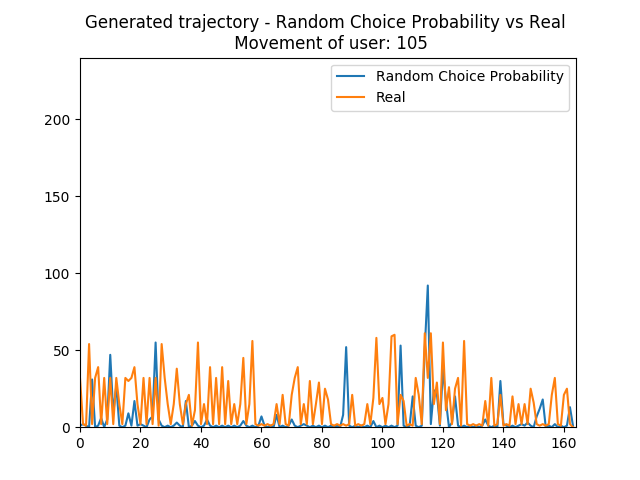 Generated trajectory - Random Choice Probability vs Real
Movement of user: 105
Random Choice Probability
Real
200
150
100
50
0
0 20 40 60 80 100 120 140 160